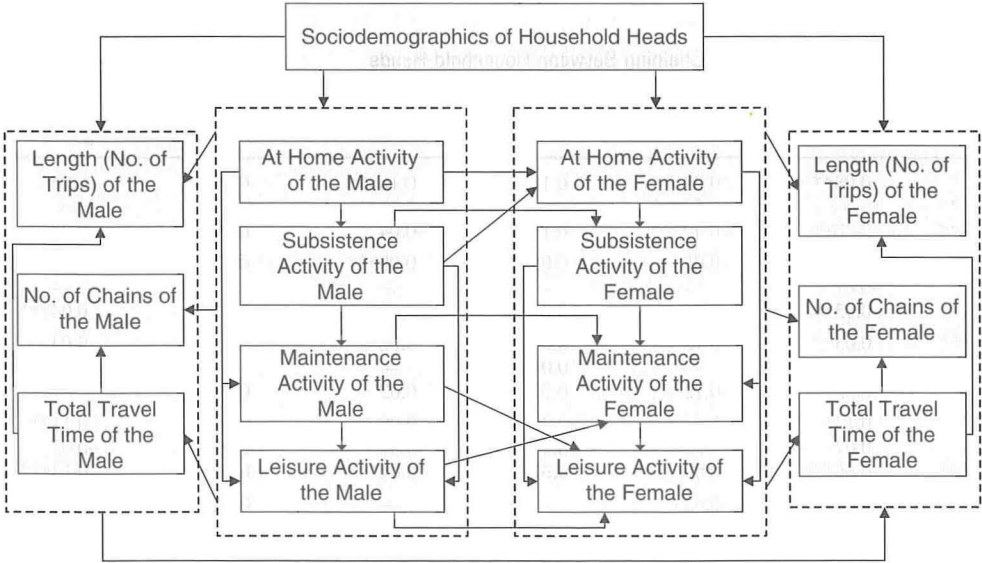 Sociodemographics of Household Heads
Length (No. of
Trips) of the
Male
No. of Chains of
the Male
Total Travel
Time of the
Male
At Home Activity
of the Male
Subsistence
Activity of the
Male
Maintenance
Activity of the
Male
Leisure Activity of
the Male
At Home Activity
of the Female
Subsistence
Activity of the
Female
Maintenance
Activity of the
Female
Leisure Activity of
the Female
Length (No. of
Trips) of the
Female
No. of Chains of
the Female
Total Travel
Time of the
Female